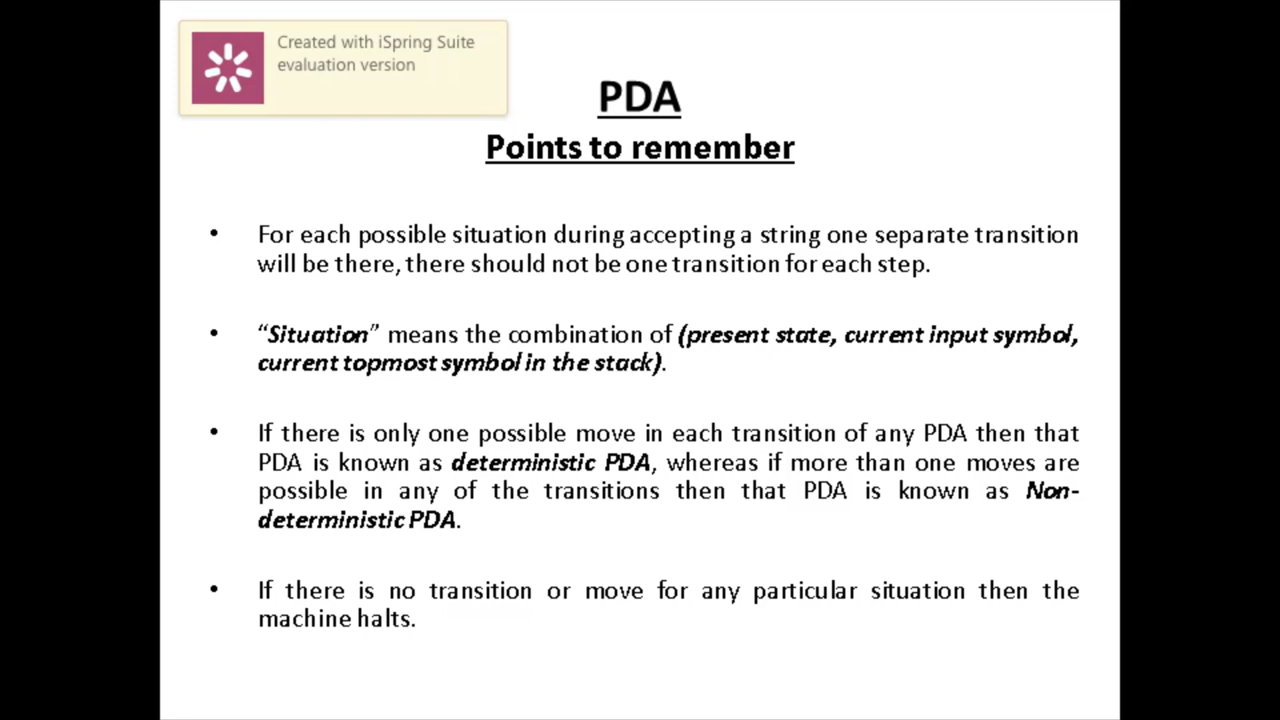 Created with iSpring Suite
evaluation version
PDA
Points to remember
• For each possible situation during accepting a string one separate transition
will be there, there should not be one transition for each step.
• “Situation” means the combination of (present state, current input symbol,
current topmost symbol in the stack).
• If there is only one possible move in each transition of any PDA then that
PDA is known as deterministic PDA, whereas if more than one moves are
possible in any of the transitions then that PDA is known as Non-
deterministic PDA.
• If there is no transition or move for any particular situation then the
machine halts.